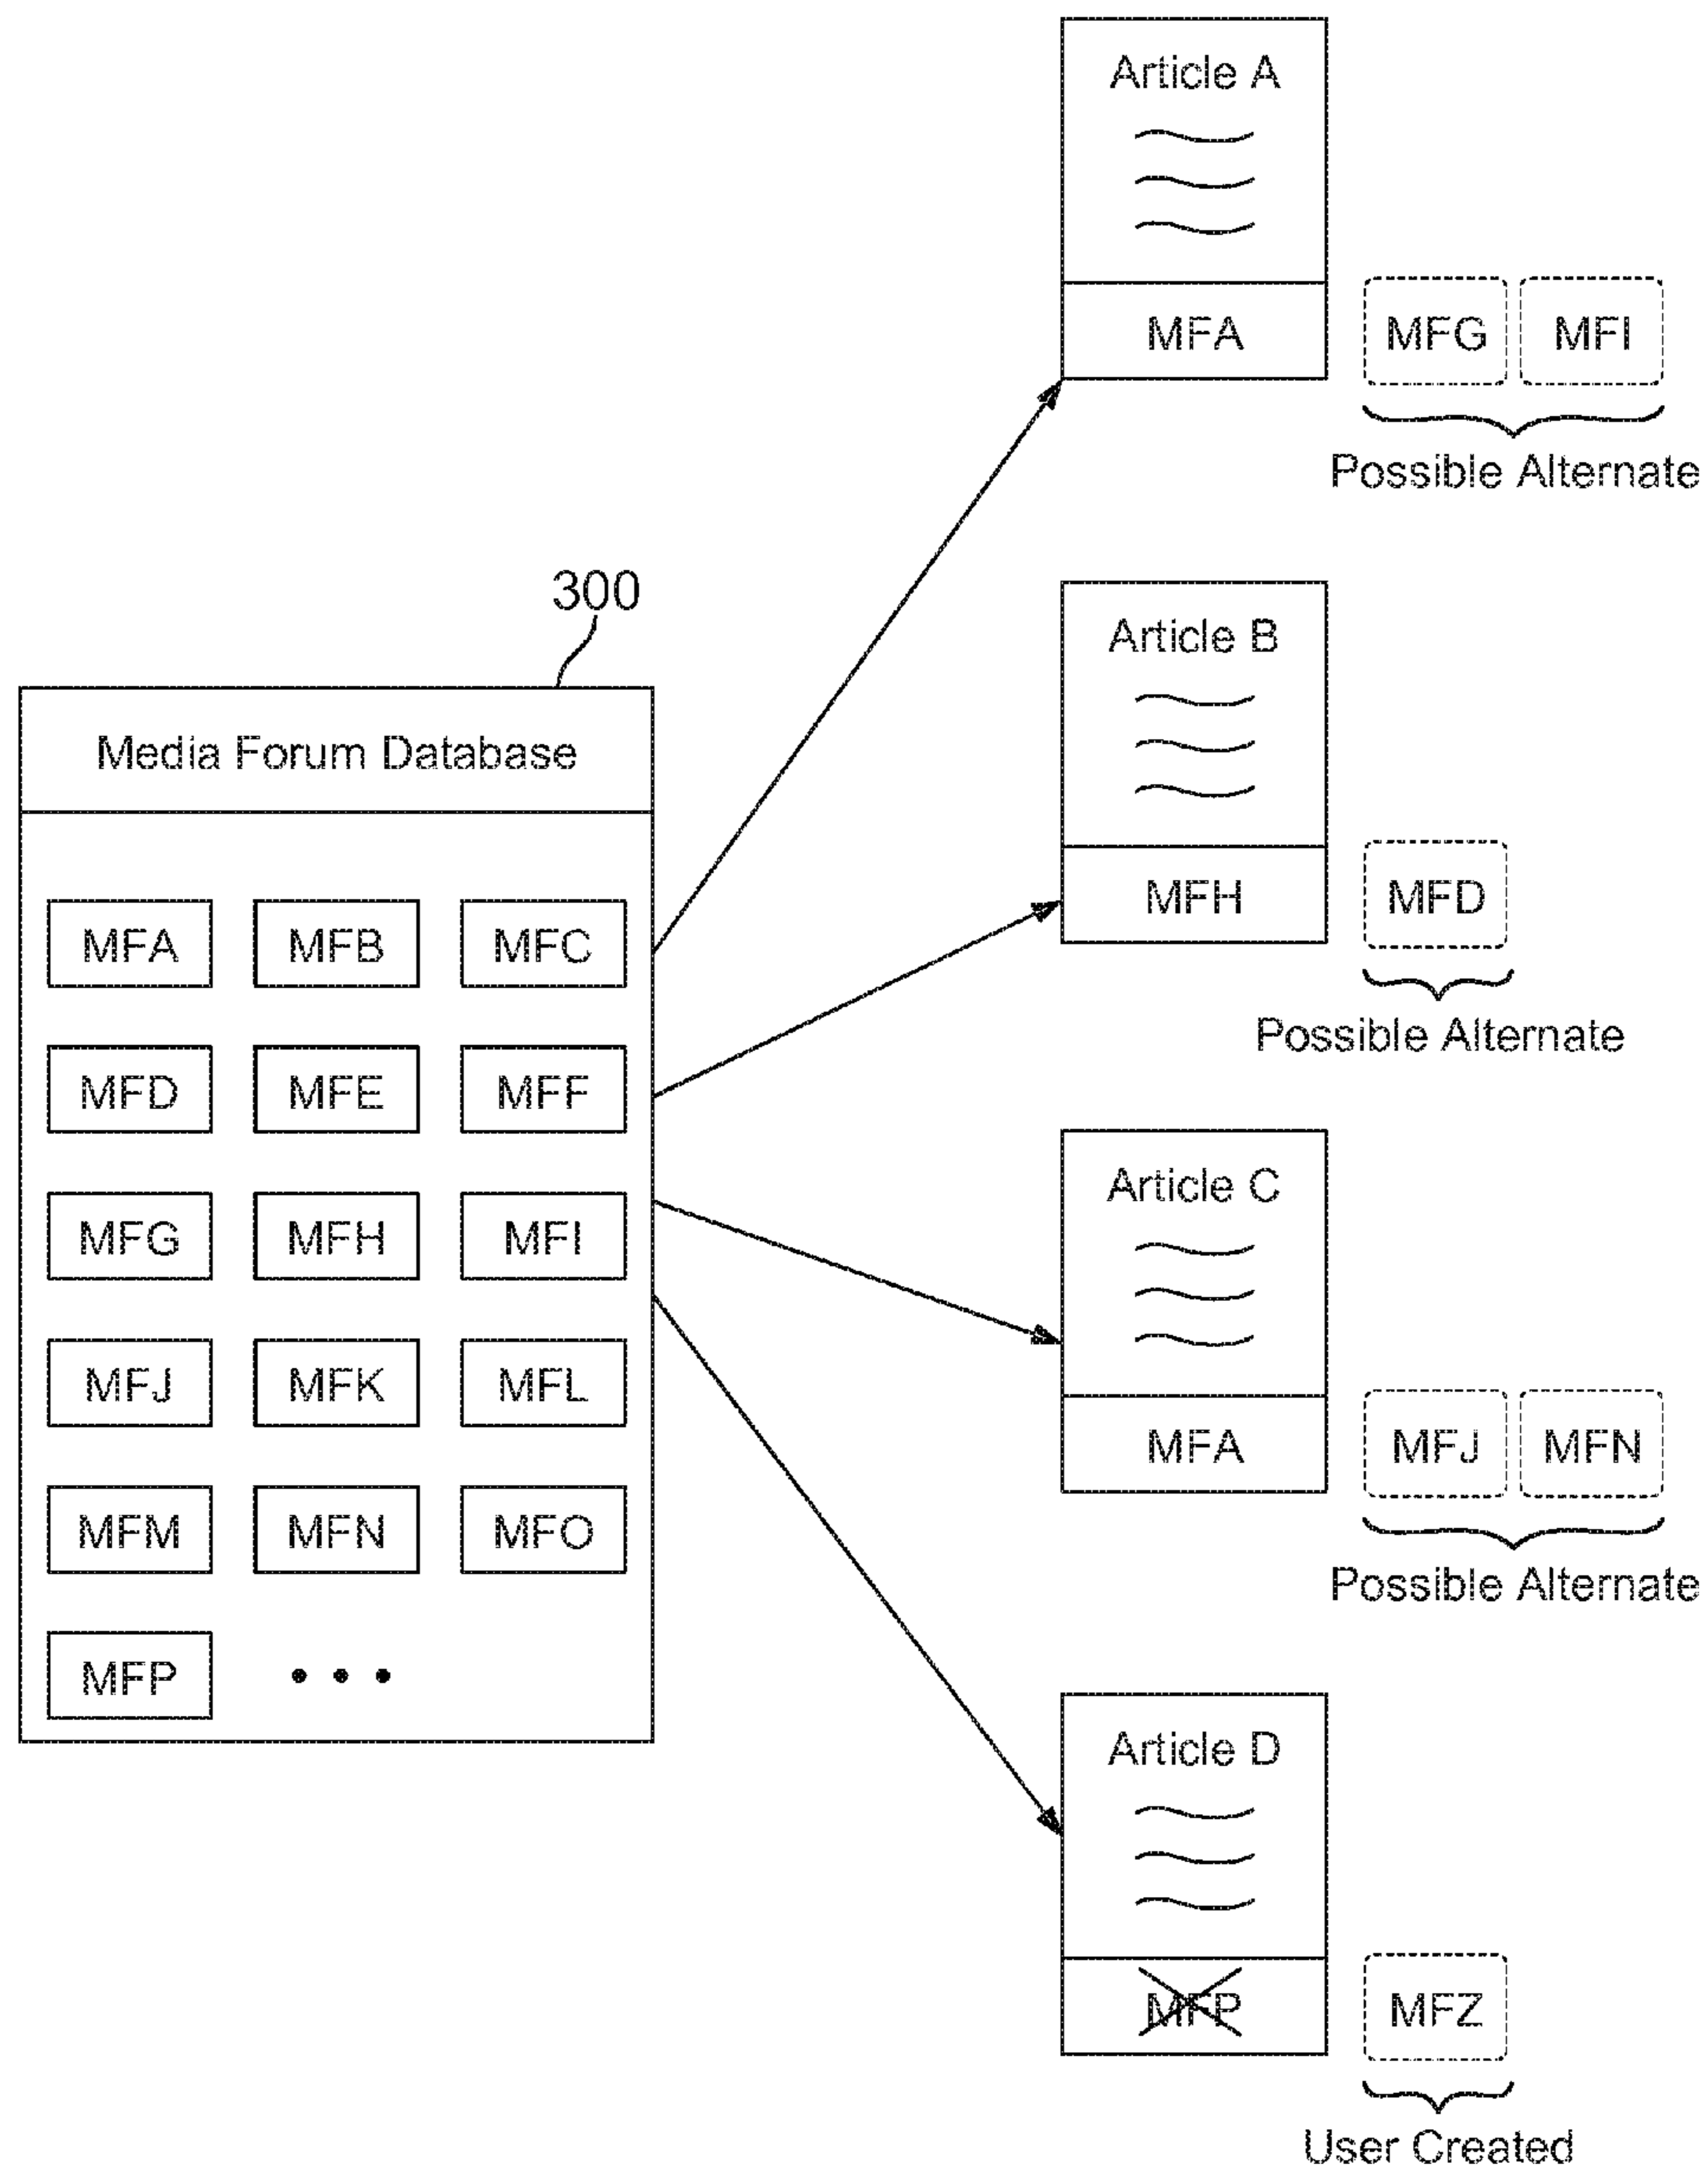 Article A
MFA
MFG MFI
Possible Alternate
300
Article B
MFH
MFD
Possible Alternate
Media Forum Database
MFA MFB MFC
MFD MFE MFF
MFG MFH MFI
MFJ MFK MFL
MFM MFN MFO
MFP • • •
Article C
MFA
MFJ MFN
Possible Alternate
Article D
MFP
MFZ
User Created